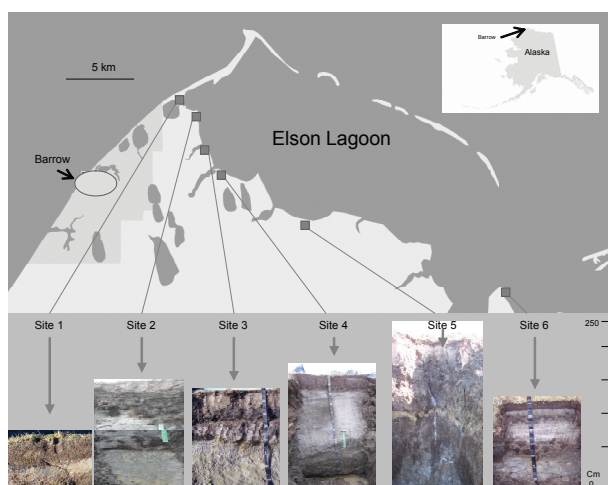 Barrow
Alaska
5 km
Elson Lagoon
Barrow
Site 1
Site 2
Site 3
Site 4
Site 5
Site 6
250
Cm
0